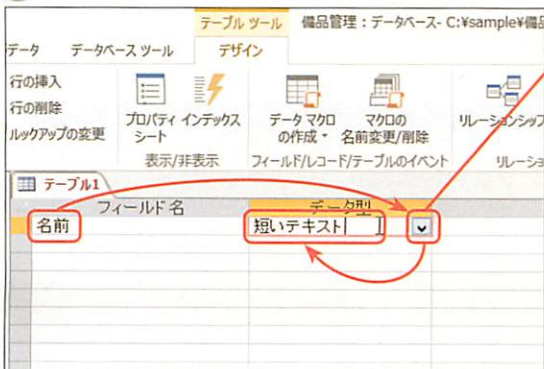 テーブル ツール
備品管理：データベース- C:¥sample¥備品
データ
データベース ツール
デザイン
行の挿入
行の削除
ルックアップの変更
プロパティ シート
インデックス
データ マクロの作成
マクロの名前変更/削除
リレーションシップ
表示/非表示
フィールド/レコード/テーブルのイベント
リレーショ
テーブル1
フィールド名
データ型
名前
短いテキスト